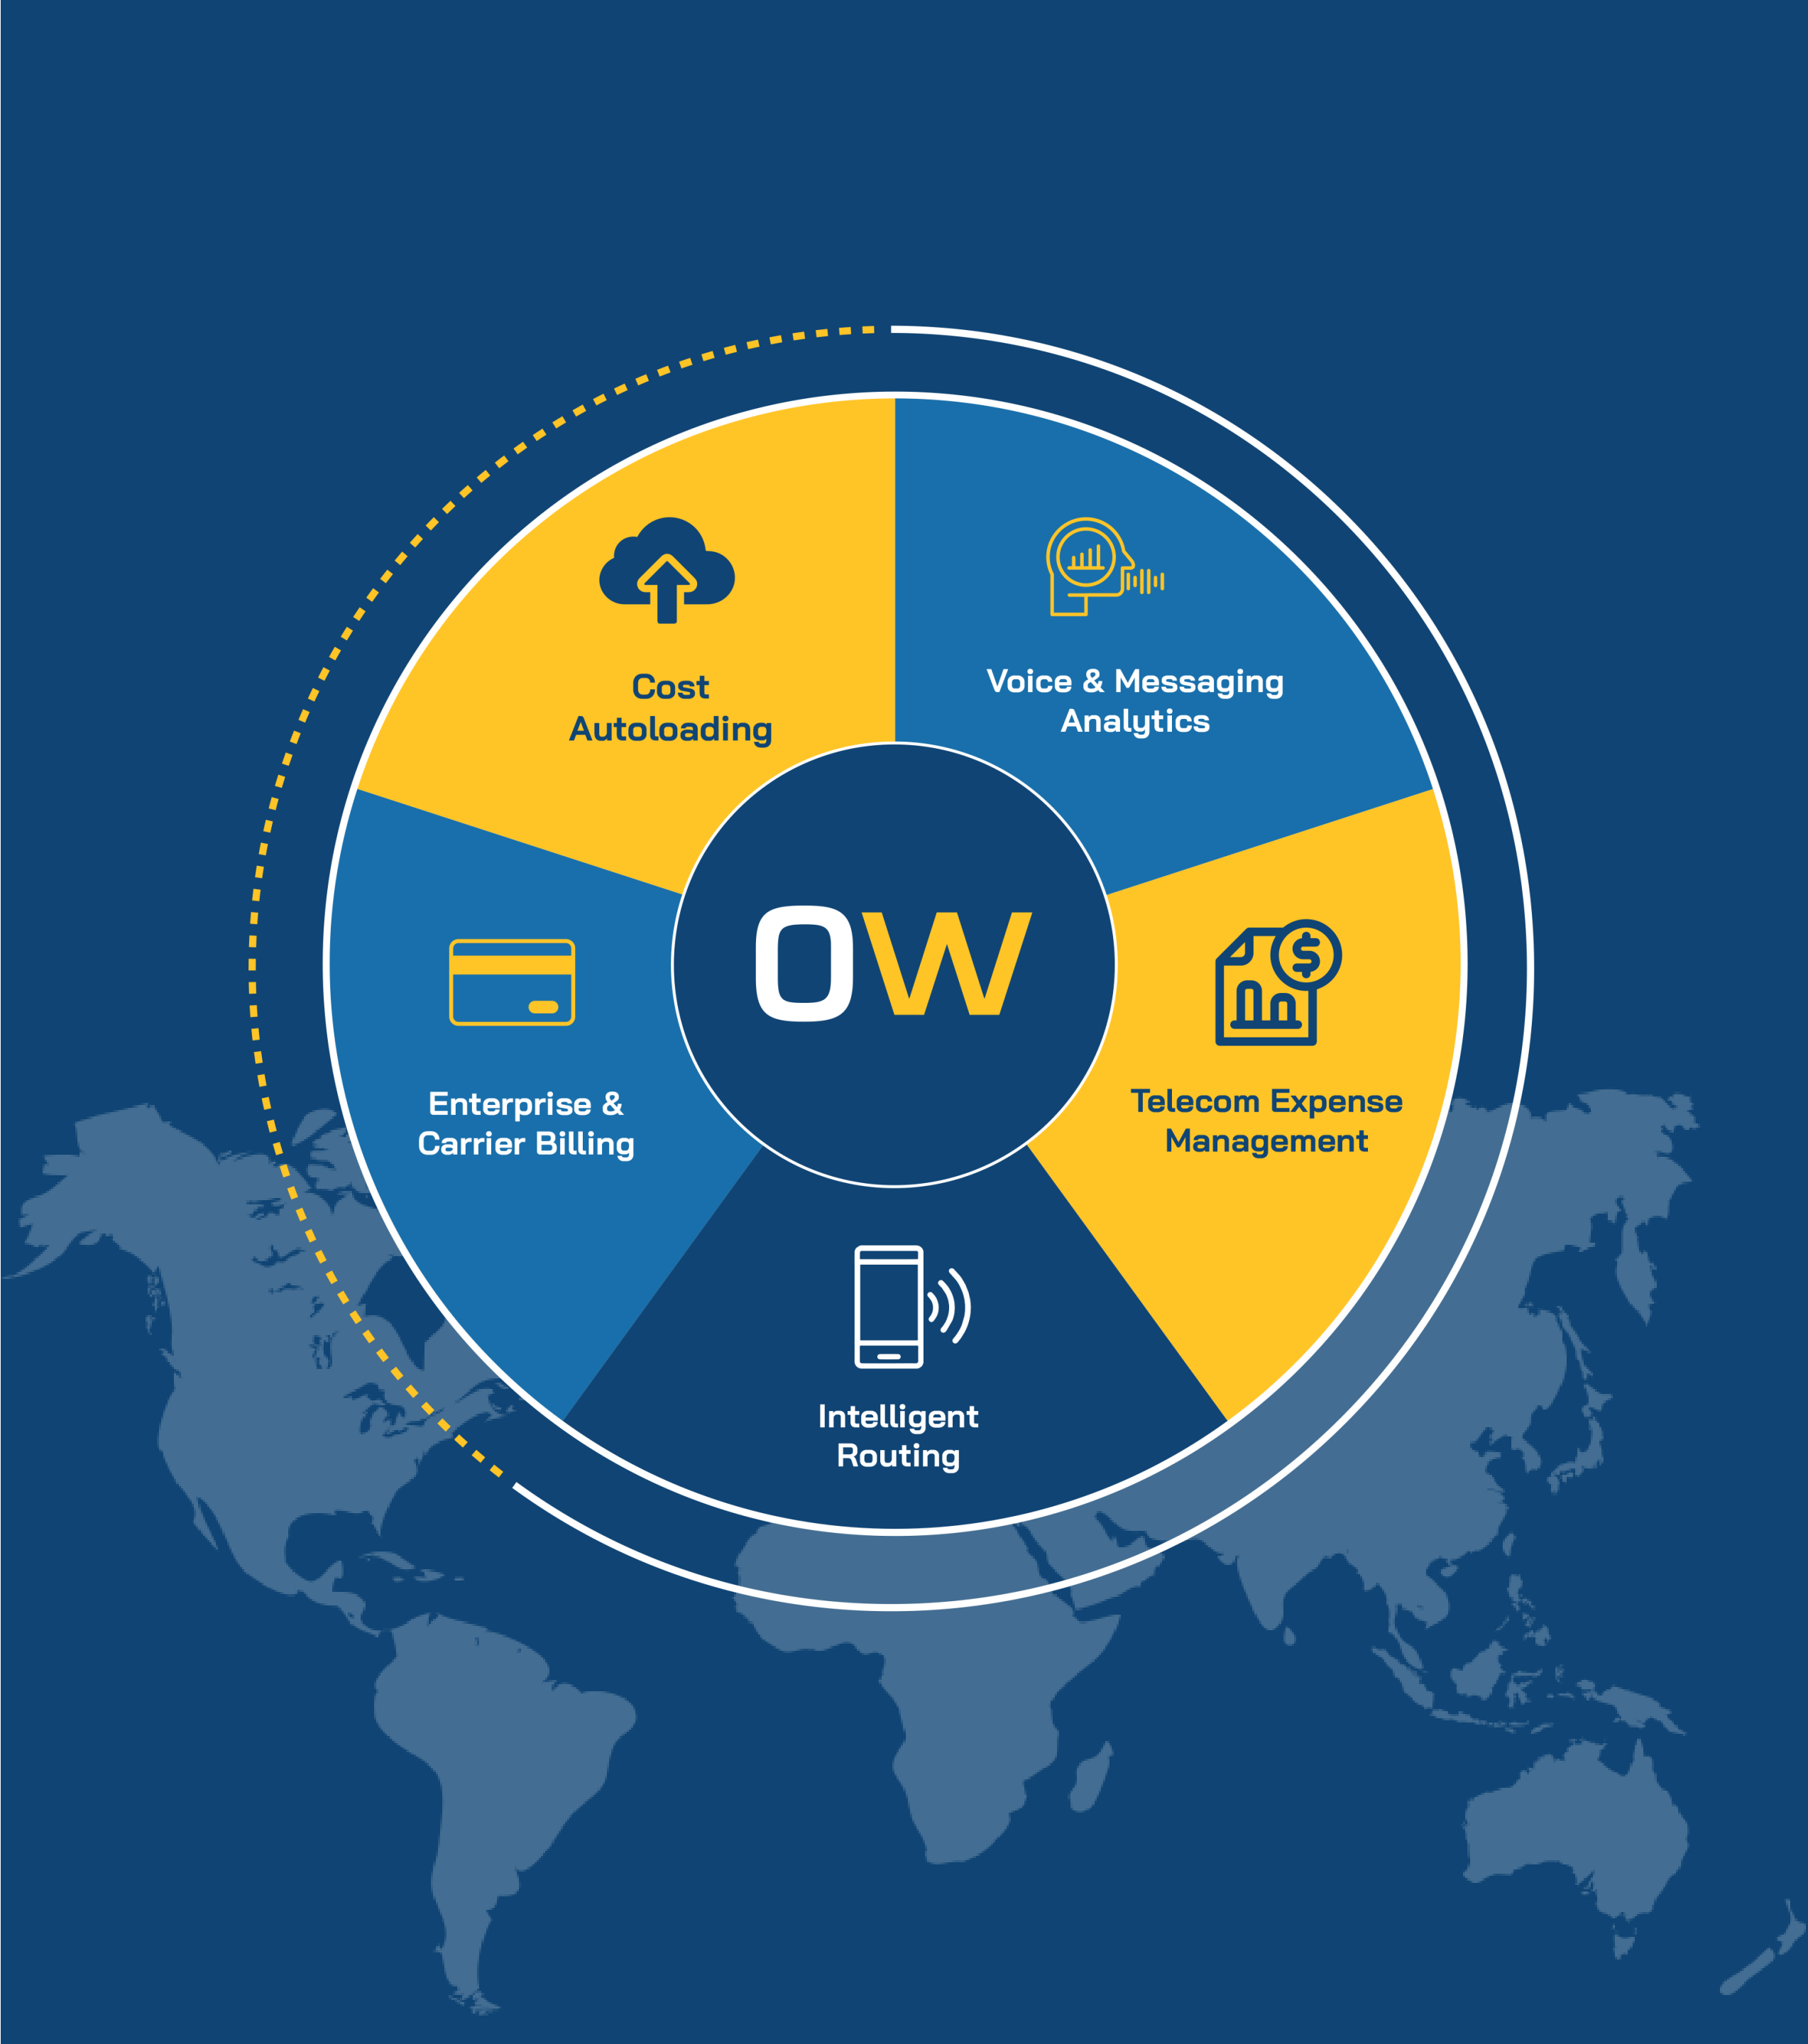 Cost
Autoloading
Voice & Messaging
Analytics
OW
Enterprise &
Carrier Billing
Telecom Expense
Management
Intelligent
Routing